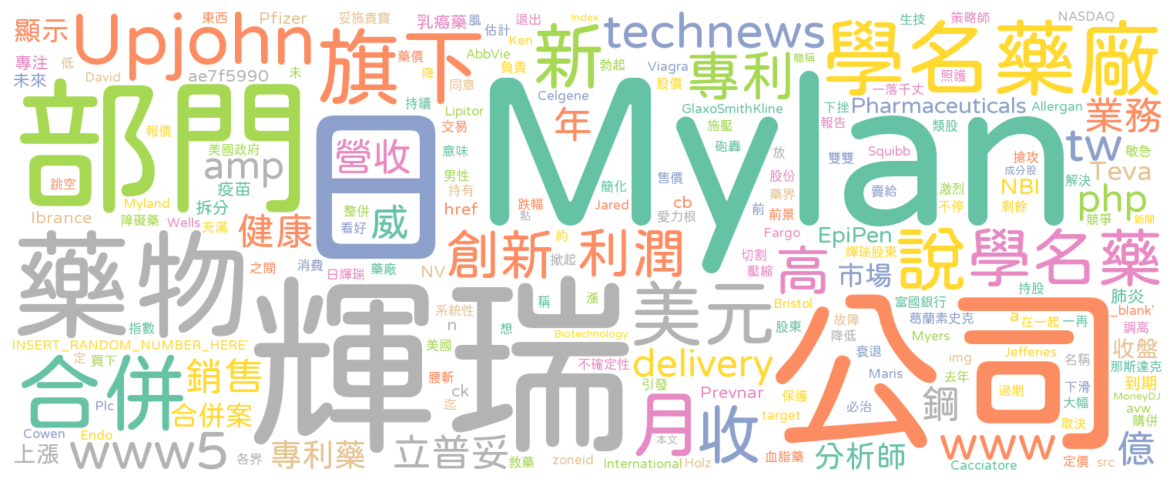 東西 Pfizer 妥施貴寶 乳癌藥 風 退出 Index 生技 策略師 NASDAQ
顯示 Upjohn 旗下 藥價 AbbVie 估計 Ken 簡稱 technews 新 專利 學名藥廠
專注 低 David 未 降 同意 負責 勃起 Viagra 股價 照護
未來 ae7f5990 持續 Lipitor Celgene GlaxoSmithKline 一落千丈
部門 日 Mylan 年 下挫 Pharmaceuticals Allergan 業務
報價 美國政府 營收 交易 施壓 報告 類股
amp 意味 砲轟 雙雙 Squibb 搶攻 成分股 tw 敏急
跳空 疫苗 男性 簡化 放 股份 激烈 NBI 解決 Teva
Myland 拆分 href 持有 跌幅 Jared 售價 藥界 賣給 不停 剩餘 php
Ibrance 障礙藥 Wells 充滿 整併 威 點 愛力根 cb 前 前景 競爭 新聞
健康 看好 創新 利潤 約 Fargo EpiPen 輝瑞股東 說 學名藥
藥物 之間 消費 NV 掀起 切割 高 市場
日輝瑞 藥廠 壓縮 持股
輝瑞 稱 漲 美元 富國銀行 肺炎
指數 系統性 n 想 股東 Bristol 故障 葛蘭素史克 a 在一起 一再 _blank'
INSERT_RANDOM_NUMBER_HERE' 美國 Biotechnology 降低 Myers Jefferies 調高
定 買下 不確定性 delivery 衰退 img 名稱 收盤 那斯達克
合併 銷售 腰斬 引發 Maris 公司 去年 到期
Plc 合併案 迄 ck Prevnar 保護 鋼 過期 下滑 MoneyDJ
大幅 購併
Cowen Endo 月收 target 必治 avw 取決
上漲 www5 各界 專利藥 立普妥 救藥 本文 zoneid 血脂藥 分析師 www 定價 src 億
International Holz Cacciatore